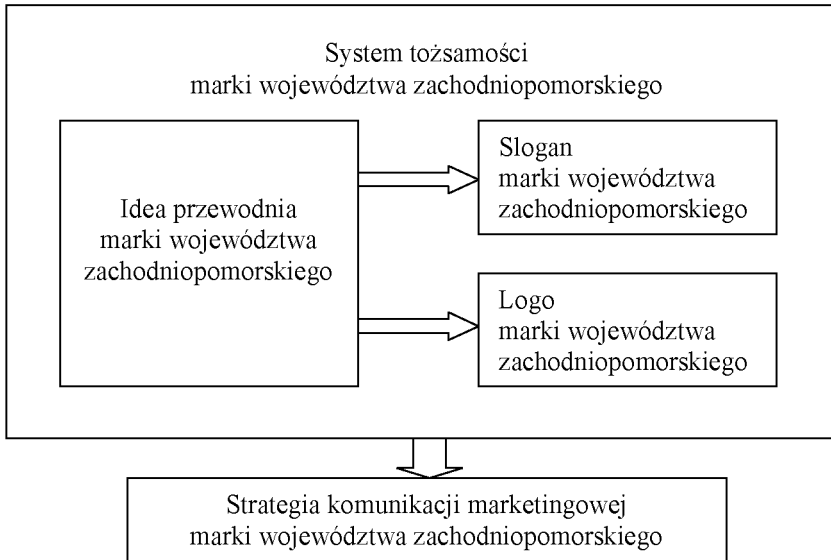 System tożsamości
marki województwa zachodniopomorskiego
Idea przewodnia
marki województwa
zachodniopomorskiego
Slogan
marki województwa
zachodniopomorskiego
Logo
marki województwa
zachodniopomorskiego
Strategia komunikacji marketingowej
marki województwa zachodniopomorskiego